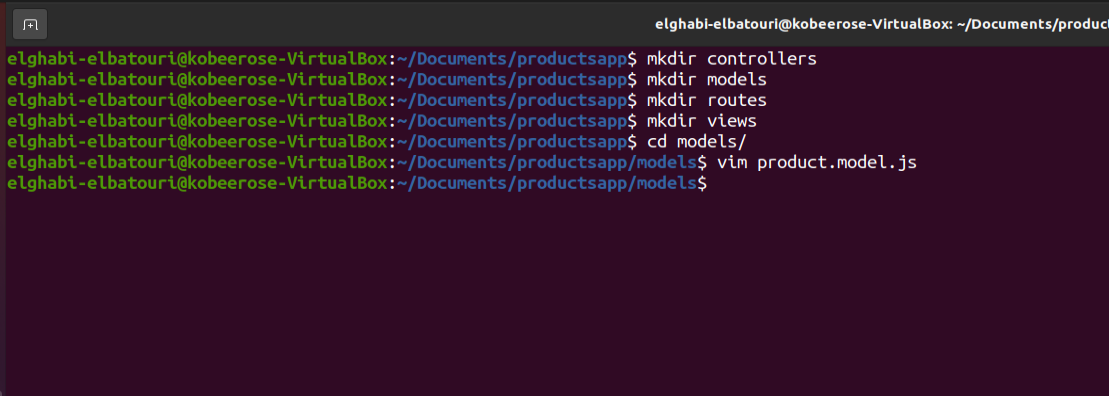 elghabi-elbatouri@kobeerose-VirtualBox: ~/Documents/product
elghabi-elbatouri@kobeerose-VirtualBox:~/Documents/productsapp$ mkdir controllers
elghabi-elbatouri@kobeerose-VirtualBox:~/Documents/productsapp$ mkdir models
elghabi-elbatouri@kobeerose-VirtualBox:~/Documents/productsapp$ mkdir routes
elghabi-elbatouri@kobeerose-VirtualBox:~/Documents/productsapp$ mkdir views
elghabi-elbatouri@kobeerose-VirtualBox:~/Documents/productsapp$ cd models/
elghabi-elbatouri@kobeerose-VirtualBox:~/Documents/productsapp/models$ vim product.model.js
elghabi-elbatouri@kobeerose-VirtualBox:~/Documents/productsapp/models$